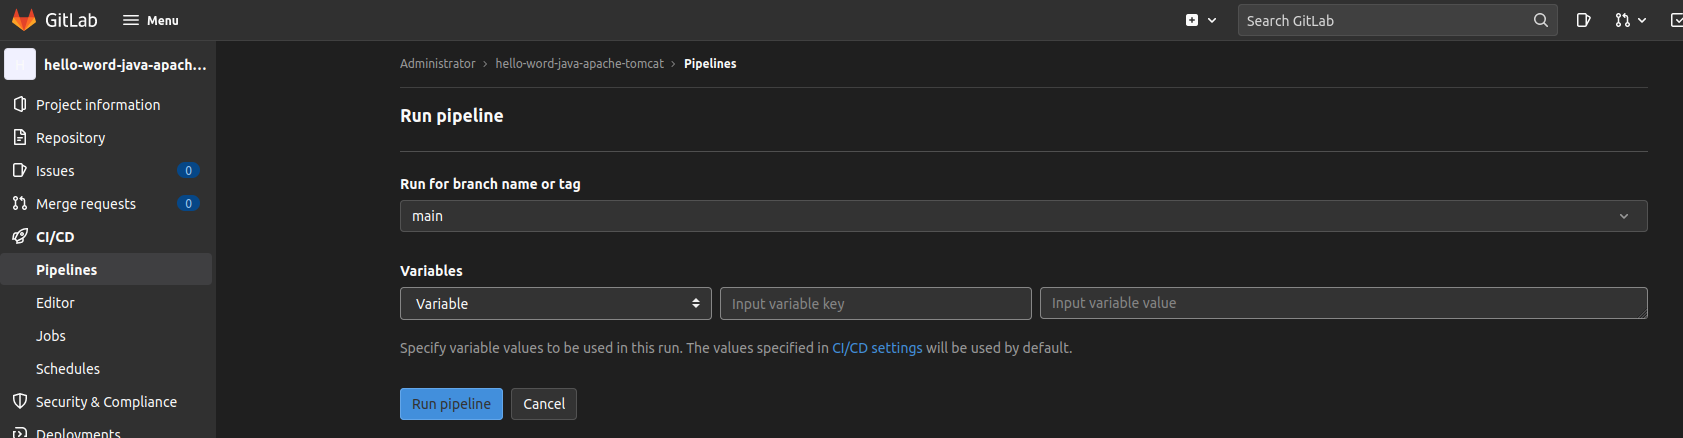 GitLab Menu Search GitLab
hello-word-java-apach...
Project information
Repository
Issues 0
Merge requests 0
CI/CD
Pipelines
Editor
Jobs
Schedules
Security & Compliance
Deployments
Administrator › hello-word-java-apache-tomcat › Pipelines
Run pipeline
Run for branch name or tag
main
Variables
Variable Input variable key Input variable value
Specify variable values to be used in this run. The values specified in CI/CD settings will be used by default.
Run pipeline Cancel